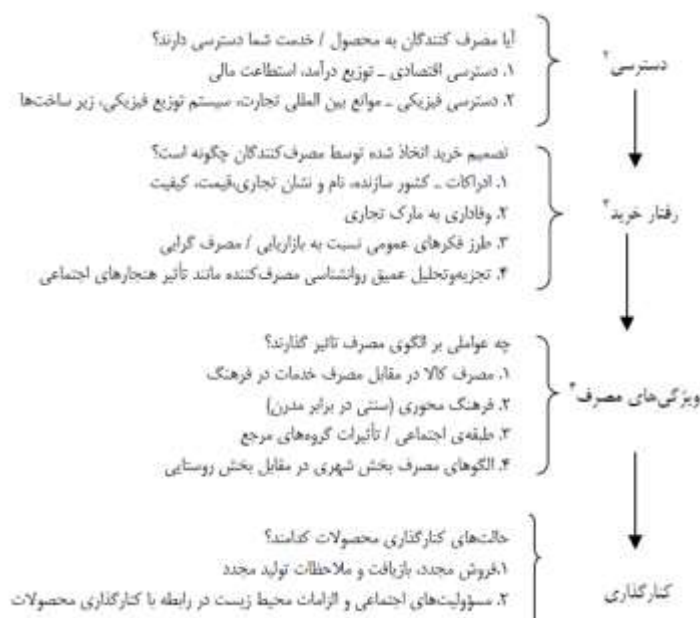 دسترسی۲
آیا مصرف کنندگان به محصول / خدمت شما دسترسی دارند؟
۱. دسترسی اقتصادی ـ توزیع درآمد، استطاعت مالی
۲. دسترسی فیزیکی ـ موانع بین المللی تجارت، سیستم توزیع فیزیکی، زیر ساخت‌ها
رفتار خرید۳
تصمیم خرید اتخاذ شده توسط مصرف‌کنندگان چگونه است؟
۱. ادراکات ـ کشور سازنده، نام و نشان تجاری،قیمت، کیفیت
۲. وفاداری به مارک تجاری
۳. طرز فکرهای عمومی نسبت به بازاریابی / مصرف گرایی
۴. تجزیه‌وتحلیل عمیق روانشناسی مصرف‌کننده مانند تأثیر هنجارهای اجتماعی
ویژگی‌های مصرف۴
چه عواملی بر الگوی مصرف تاثیر گذارند؟
۱. مصرف کالا در مقابل مصرف خدمات در فرهنگ
۲. فرهنگ محوری (سنتی در برابر مدرن)
۳. طبقه‌ی اجتماعی / تأثیرات گروه‌های مرجع
۴. الگوهای مصرف بخش شهری در مقابل بخش روستایی
کنارگذاری
حالت‌های کنارگذاری محصولات کدامند؟
۱.فروش مجدد، بازیافت و ملاحظات تولید مجدد
۲. مسؤولیت‌های اجتماعی و الزامات محیط زیست در رابطه با کنارگذاری محصولات